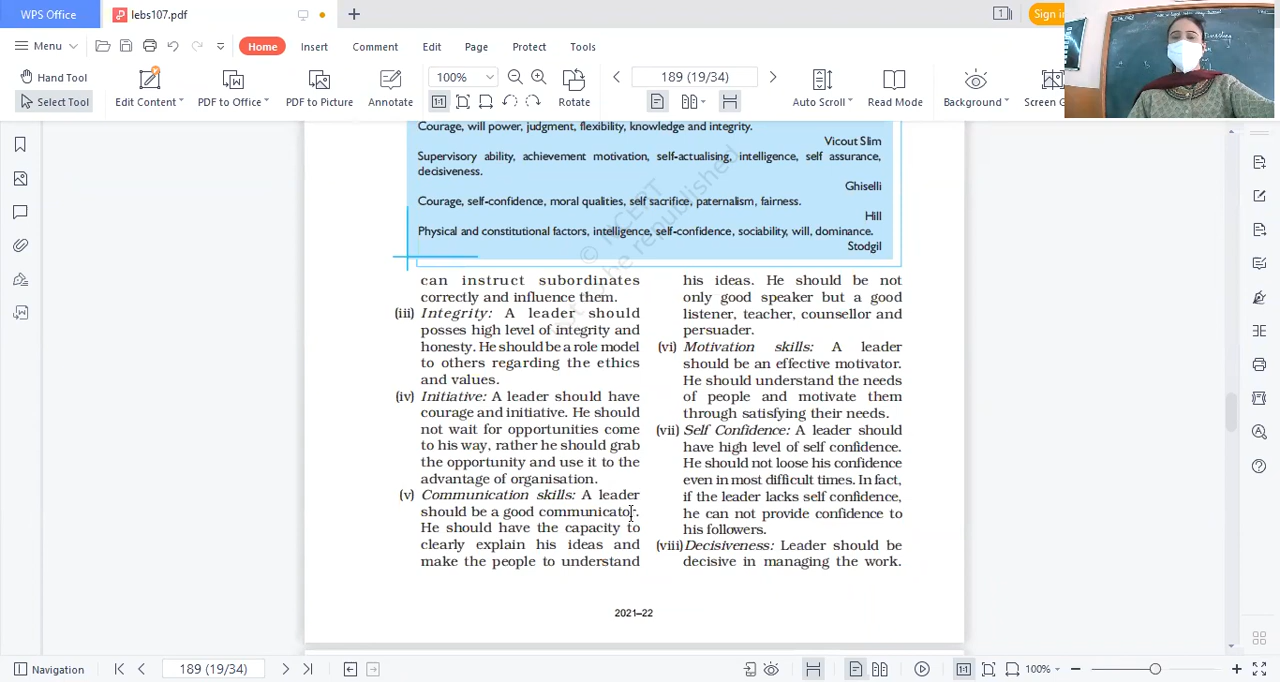 WPS Office
lebs107.pdf
1
Sign in
Menu
Home
Insert
Comment
Edit
Page
Protect
Tools
Hand Tool
Select Tool
Edit Content
PDF to Office
PDF to Picture
Annotate
100%
1:1
Rotate
189 (19/34)
Auto Scroll
Read Mode
Background
Screen G
Courage, will power, judgment, flexibility, knowledge and integrity.
Vicout Slim
Supervisory ability, achievement motivation, self-actualising, intelligence, self assurance,
decisiveness.
Ghiselli
Courage, self-confidence, moral qualities, self sacrifice, paternalism, fairness.
Hill
Physical and constitutional factors, intelligence, self-confidence, sociability, will, dominance.
Stodgil
© NCERT
be republished
can instruct subordinates
correctly and influence them.
(iii) Integrity: A leader should
posses high level of integrity and
honesty. He should be a role model
to others regarding the ethics
and values.
(iv) Initiative: A leader should have
courage and initiative. He should
not wait for opportunities come
to his way, rather he should grab
the opportunity and use it to the
advantage of organisation.
(v) Communication skills: A leader
should be a good communicator.
He should have the capacity to
clearly explain his ideas and
make the people to understand
his ideas. He should be not
only good speaker but a good
listener, teacher, counsellor and
persuader.
(vi) Motivation skills: A leader
should be an effective motivator.
He should understand the needs
of people and motivate them
through satisfying their needs.
(vii) Self Confidence: A leader should
have high level of self confidence.
He should not loose his confidence
even in most difficult times. In fact,
if the leader lacks self confidence,
he can not provide confidence to
his followers.
(viii)Decisiveness: Leader should be
decisive in managing the work.
2021–22
Navigation
189 (19/34)
1:1
100%